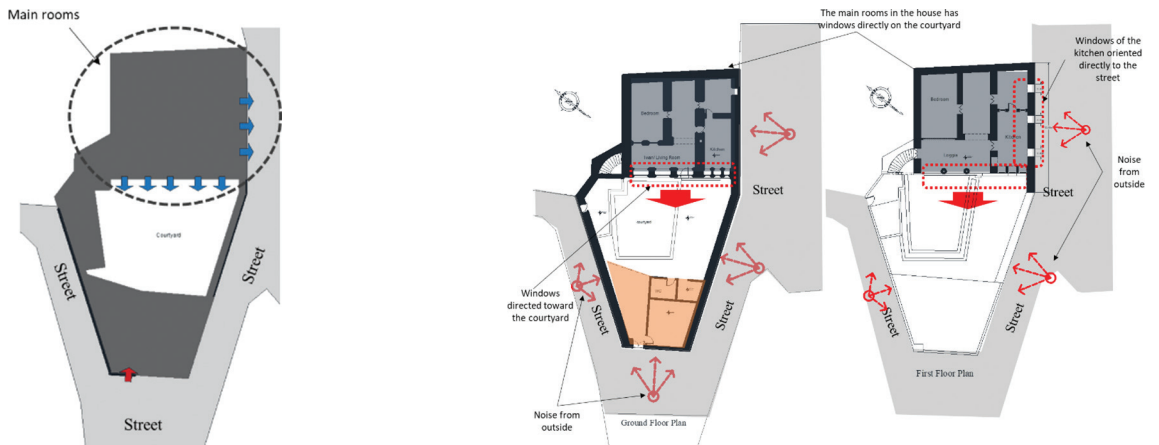 Main rooms
Courtyard
Street
Street
Street
The main rooms in the house has
windows directly on the courtyard
Windows of the
kitchen oriented
directly to the
street
Bedroom
Kitchen
Street
Windows
directed toward
the courtyard
Street
Street
Noise from
outside
Ground Floor Plan
Bedroom
Kitchen
Street
Noise
from
outside
Street
Street
First Floor Plan